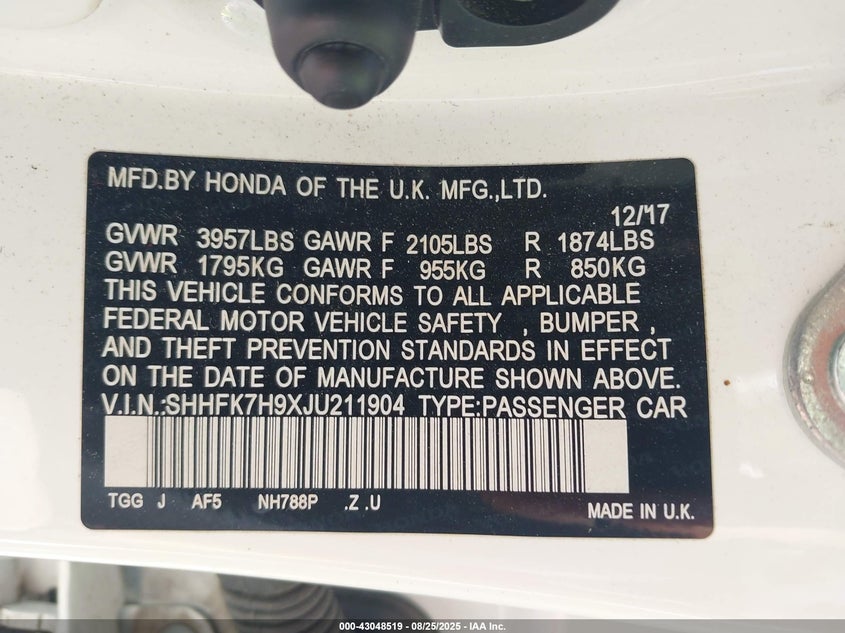 MFD.BY HONDA OF THE U.K. MFG.,LTD.
12/'17
GVWR 3957LBS GAWR F 2105LBS R 1874LBS
GVWR 1795KG GAWR F 955KG R 850KG
THIS VEHICLE CONFORMS TO ALL APPLICABLE
FEDERAL MOTOR VEHICLE SAFETY , BUMPER ,
AND THEFT PREVENTION STANDARDS IN EFFECT
ON THE DATE OF MANUFACTURE SHOWN ABOVE.
V.I.N.:SHHFK7H9XJU211904 TYPE:PASSENGER CAR
TGG J AF5 NH788P .Z .U
MADE IN U.K.
000-43048519 - 08/25/2025 - IAA Inc.